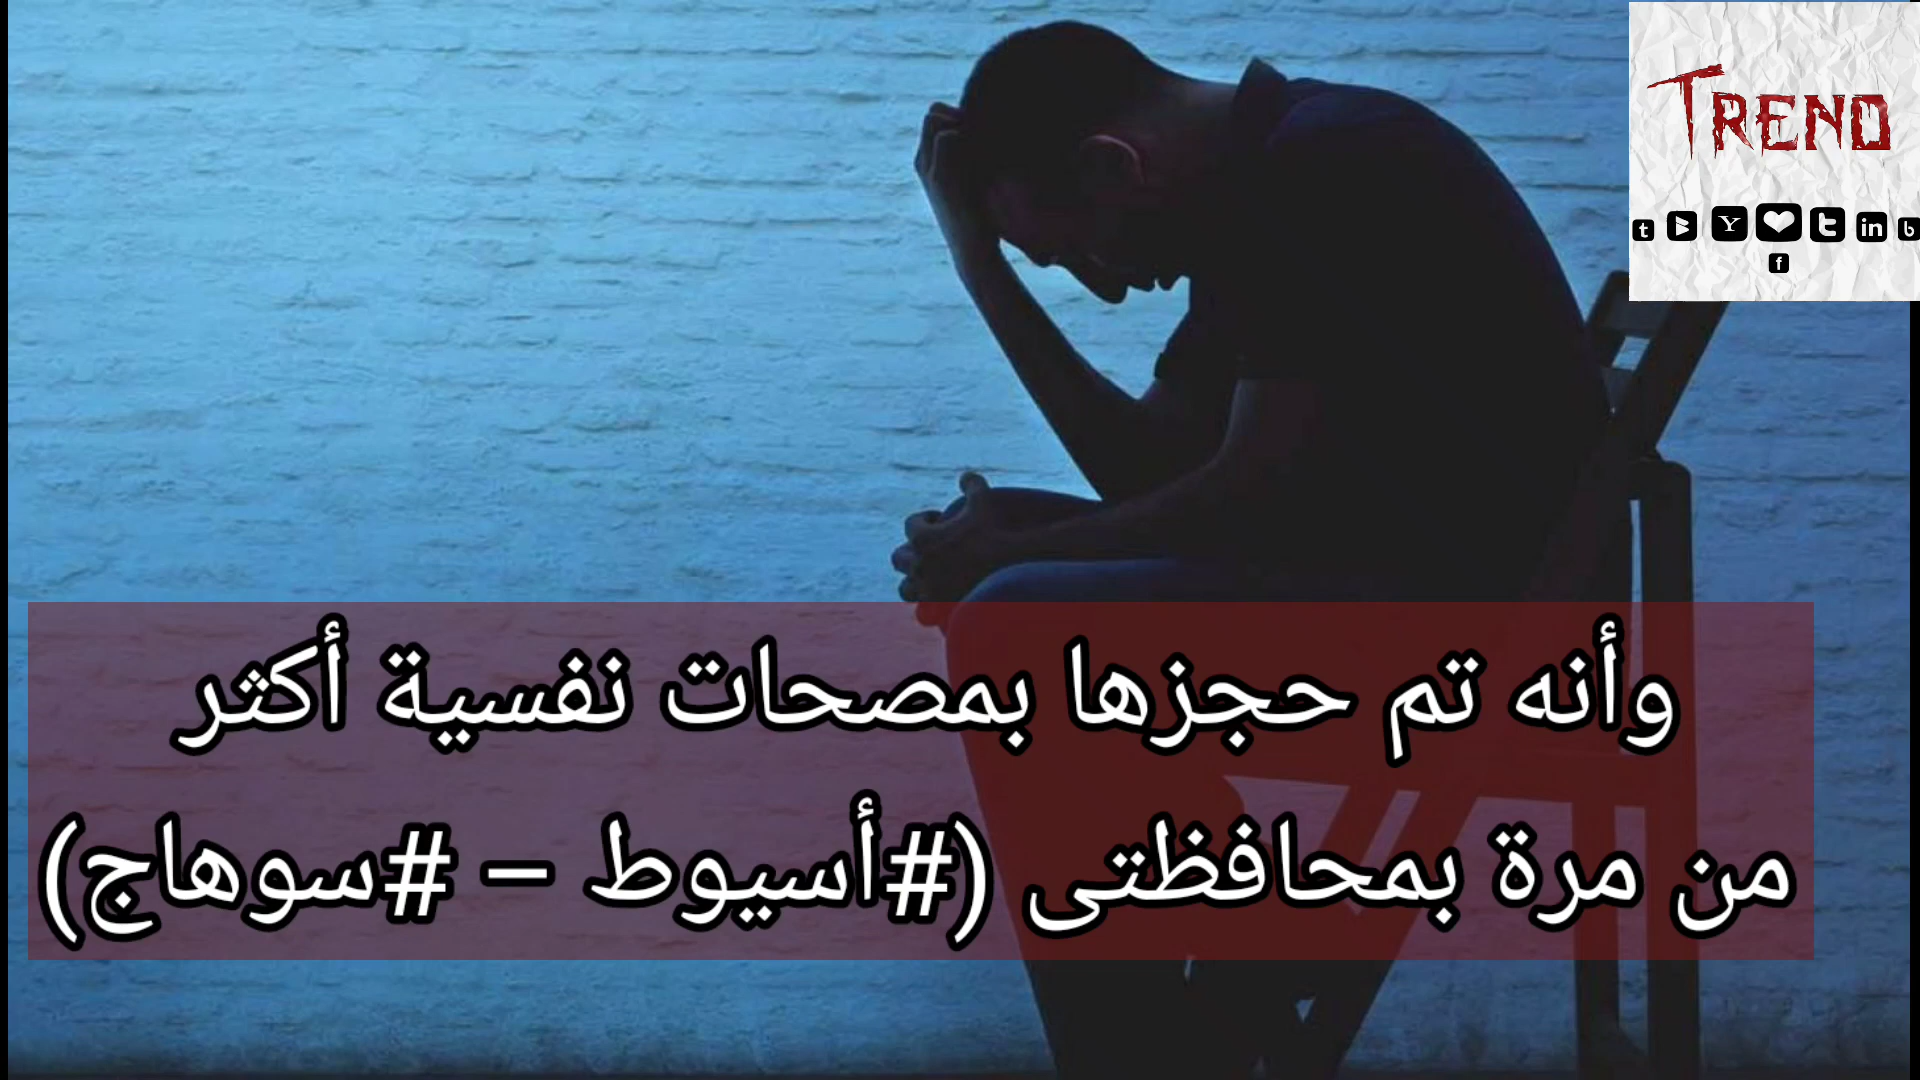 TREND
وأنه تم حجزها بمصحات نفسية أكثر
من مرة بمحافظتى (#أسيوط – #سوهاج)